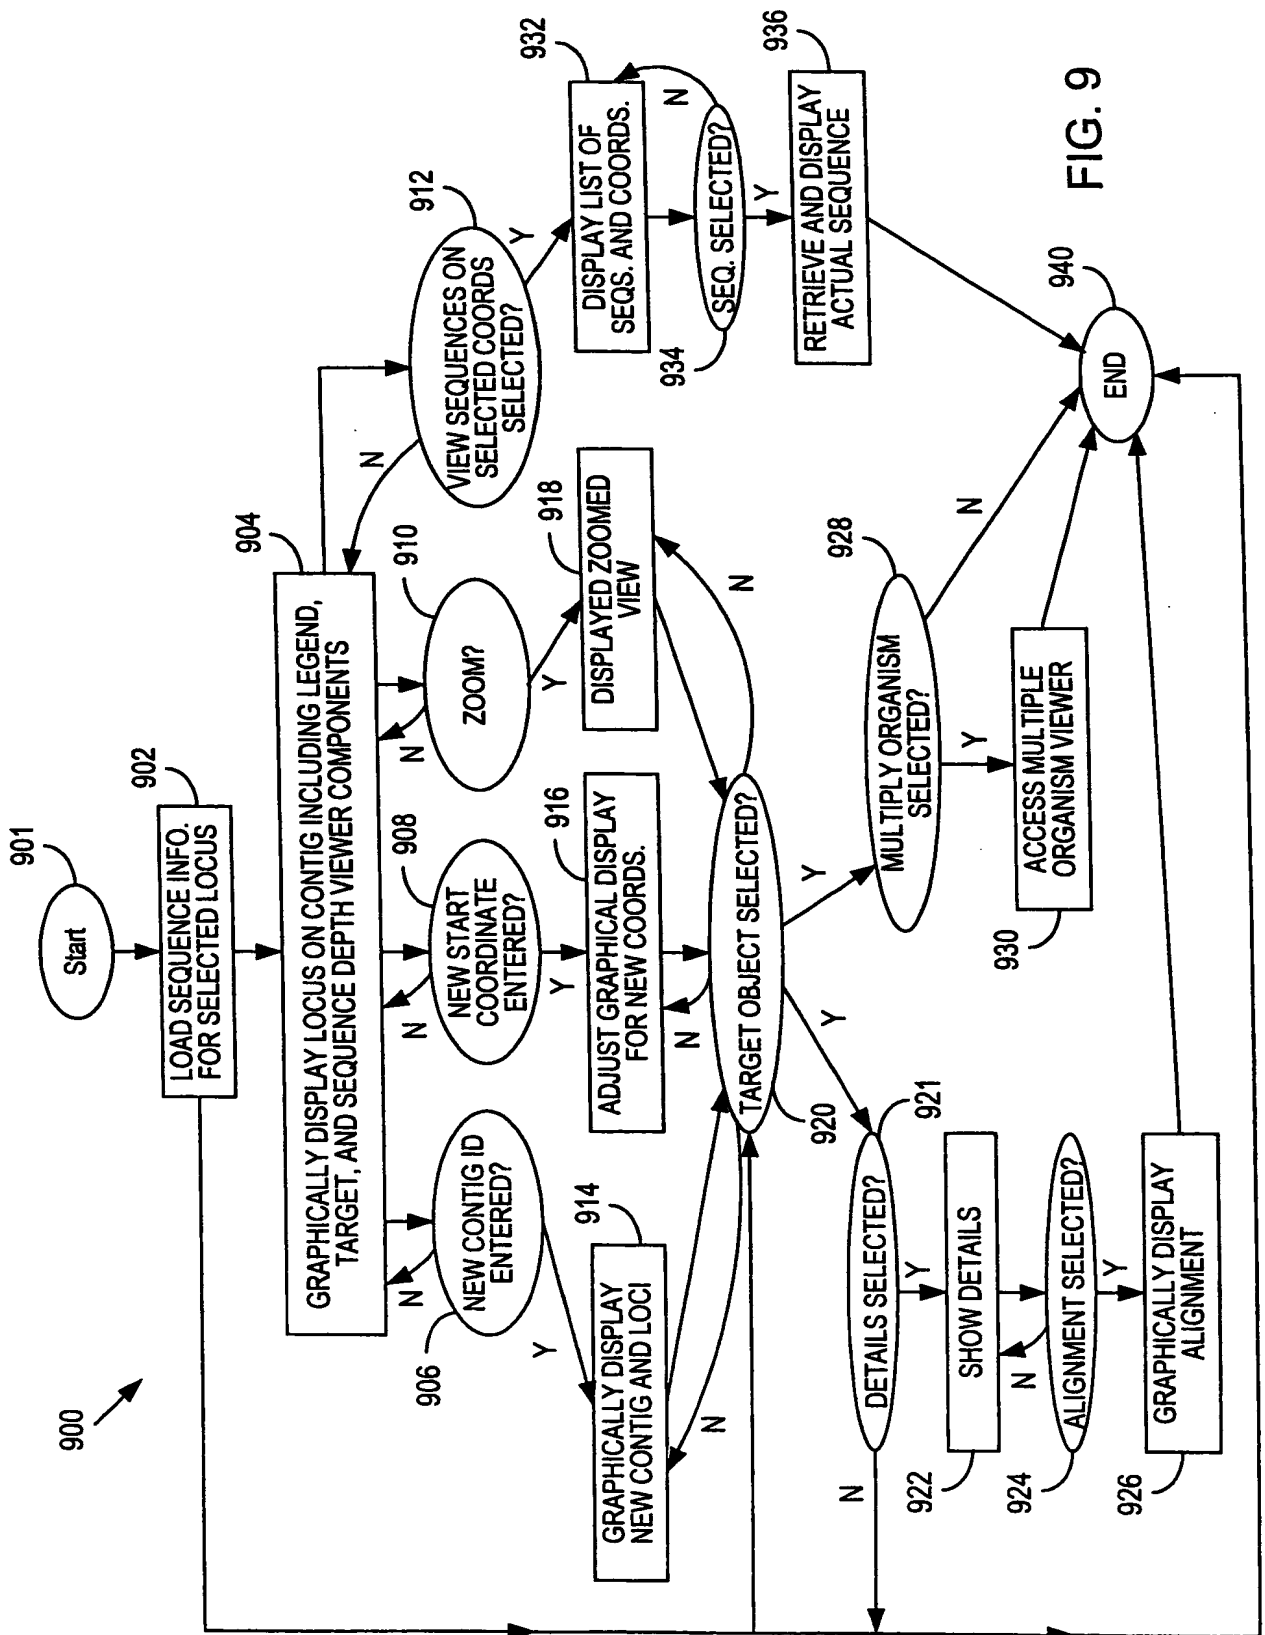 900
901
Start
902
LOAD SEQUENCE INFO.
FOR SELECTED LOCUS
904
GRAPHICALLY DISPLAY LOCUS ON CONTIG INCLUDING LEGEND,
TARGET, AND SEQUENCE DEPTH VIEWER COMPONENTS
906
NEW CONTIG ID
ENTERED?
N
Y
908
NEW START
COORDINATE
ENTERED?
N
Y
910
ZOOM?
N
Y
912
VIEW SEQUENCES ON
SELECTED COORDS
SELECTED?
N
Y
914
GRAPHICALLY DISPLAY
NEW CONTIG AND LOCI
916
ADJUST GRAPHICAL DISPLAY
FOR NEW COORDS.
918
DISPLAYED ZOOMED
VIEW
932
DISPLAY LIST OF
SEQS. AND COORDS.
934
SEQ. SELECTED?
N
Y
936
RETRIEVE AND DISPLAY
ACTUAL SEQUENCE
N
N
N
920
TARGET OBJECT SELECTED?
Y
Y
921
DETAILS SELECTED?
N
Y
922
SHOW DETAILS
924
ALIGNMENT SELECTED?
N
Y
926
GRAPHICALLY DISPLAY
ALIGNMENT
928
MULTIPLY ORGANISM
SELECTED?
N
Y
930
ACCESS MULTIPLE
ORGANISM VIEWER
940
END
FIG. 9